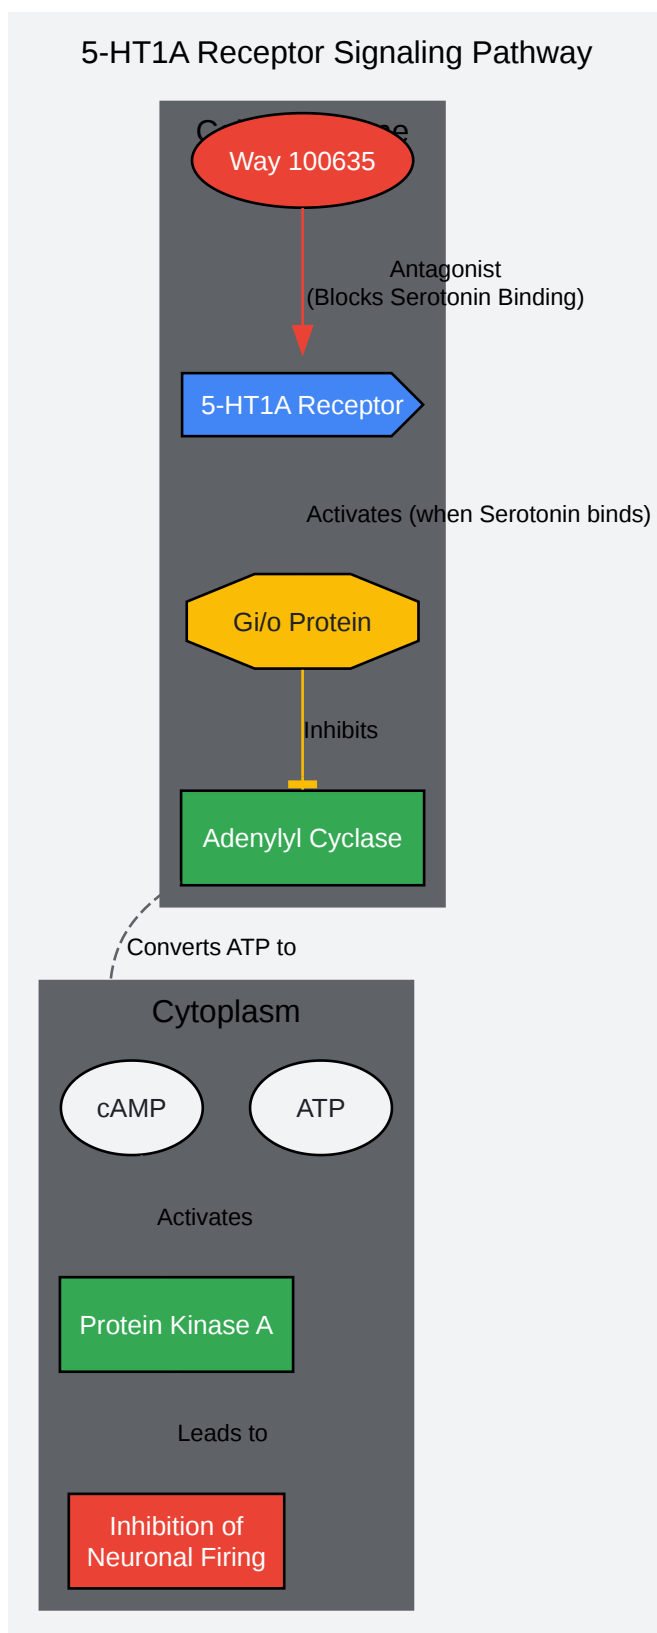 5-HT1A Receptor Signaling Pathway
Way 100635
Antagonist
(Blocks Serotonin Binding)
5-HT1A Receptor
Activates (when Serotonin binds)
Gi/o Protein
Inhibits
Adenylyl Cyclase
Converts ATP to
Cytoplasm
cAMP
ATP
Activates
Protein Kinase A
Leads to
Inhibition of
Neuronal Firing